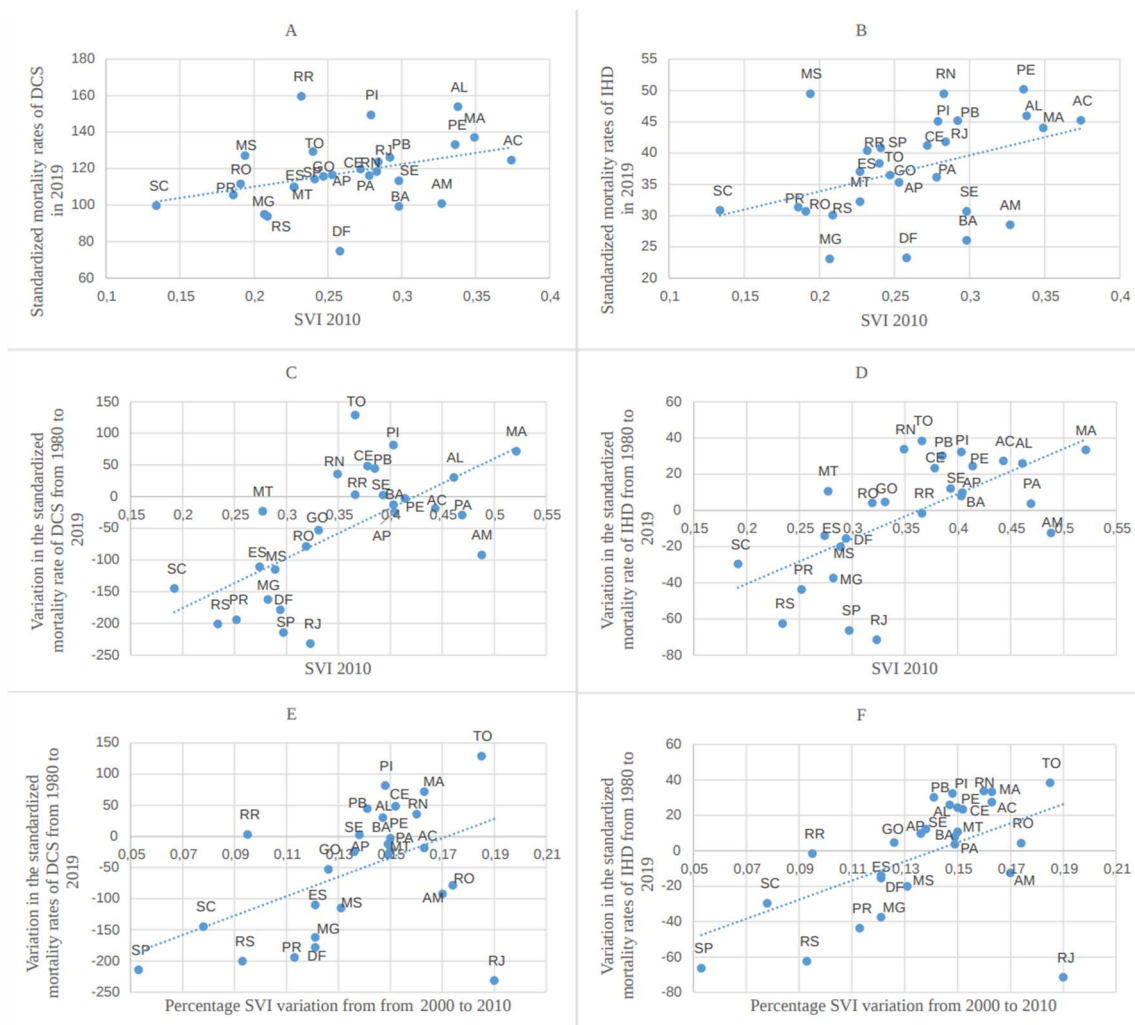 A
Standardized mortality rates of DCS
in 2019
180
160
140
120
100
80
60
RR
PI
AL
MA
PE
AC
MS
TO
RJ
PB
RO
ES
SP
GO
CE
RN
SC
PR
MT
AP
PA
SE
MG
BA
AM
RS
DF
0,1 0,15 0,2 0,25 0,3 0,35 0,4
SVI 2010
B
Standardized mortality rates of IHD
in 2019
55
50
45
40
35
30
25
20
MS
RN
PE
PI
PB
AL
MA
AC
RR
SP
CE
RJ
ES
TO
MT
GO
AP
PA
SC
PR
RO
RS
SE
BA
AM
MG
DF
0,1 0,15 0,2 0,25 0,3 0,35 0,4
SVI 2010
C
Variation in the standardized
mortality rate of DCS from 1980 to
2019
150
100
50
0
-50
-100
-150
-200
-250
TO
PI
MA
CE
PB
AL
RN
RR
SE
BA
MT
PE
AC
PA
GO
RO
AP
AM
ES
MS
SC
MG
RS
PR
DF
SP
RJ
0,15 0,2 0,25 0,3 0,35 0,4 0,45 0,5 0,55
SVI 2010
D
Variation in the standardized
mortality rate of IHD from 1980 to
2019
60
40
20
0
-20
-40
-60
-80
TO
RN
PB
PI
AC
AL
MA
CE
PE
MT
RO
GO
RR
SE
AP
BA
PA
AM
ES
DF
MS
SC
PR
MG
RS
SP
RJ
0,15 0,2 0,25 0,3 0,35 0,4 0,45 0,5 0,55
SVI 2010
E
Variation in the standardized
mortality rates of DCS from 1980 to
2019
150
100
50
0
-50
-100
-150
-200
-250
TO
PI
MA
CE
PB
AL
RN
RR
SE
BA
PE
PA
AC
GO
AP
MT
RO
AM
ES
MS
SC
MG
SP
RS
PR
DF
RJ
0,05 0,07 0,09 0,11 0,13 0,15 0,17 0,19 0,21
Percentage SVI variation from from 2000 to 2010
F
Variation in the standardized
mortality rates of IHD from 1980 to
2019
60
40
20
0
-20
-40
-60
-80
TO
PB
PI
RN
MA
AL
PE
CE
AC
RR
GO
AP
SE
BA
MT
PA
RO
ES
DF
MS
AM
SC
PR
MG
SP
RS
RJ
0,05 0,07 0,09 0,11 0,13 0,15 0,17 0,19 0,21
Percentage SVI variation from 2000 to 2010